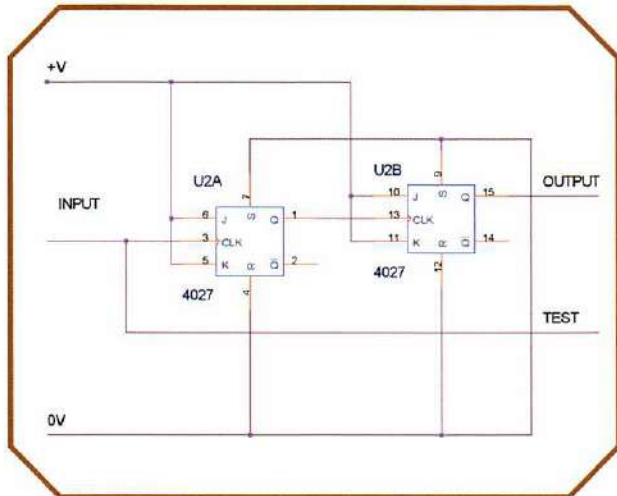 +V
U2A
7
U2B
9
INPUT
6
J
S
Q
1
3
CLK
5
K
R
Q
2
4027
4
10
J
S
Q
15
OUTPUT
13
CLK
11
K
R
Q
14
4027
12
TEST
0V